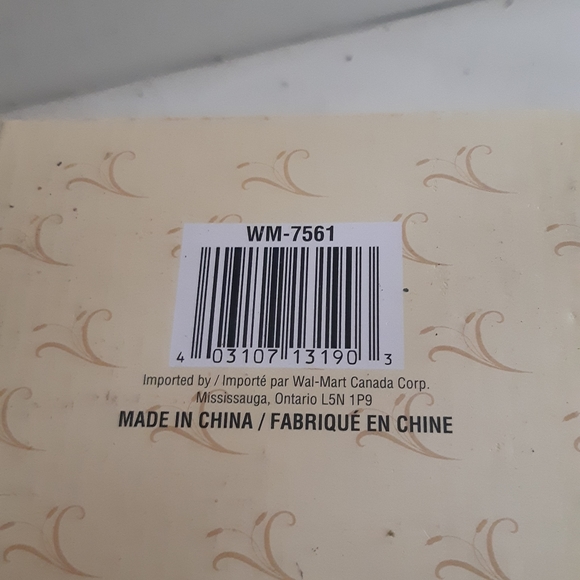 WM-7561
4 03107 13190 3
Imported by / Importé par Wal-Mart Canada Corp.
Mississauga, Ontario L5N 1P9
MADE IN CHINA / FABRIQUÉ EN CHINE